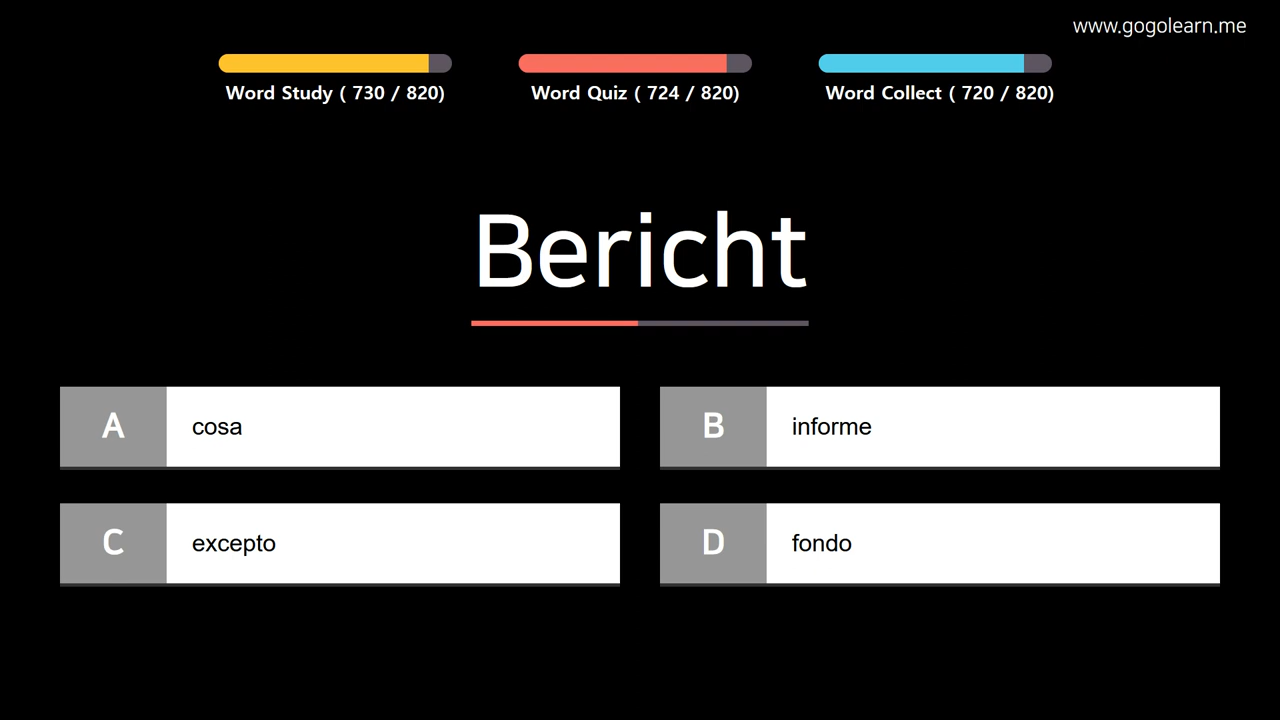 www.gogolearn.me
Word Study ( 730 / 820)
Word Quiz ( 724 / 820)
Word Collect ( 720 / 820)
Bericht
A cosa
B informe
C excepto
D fondo